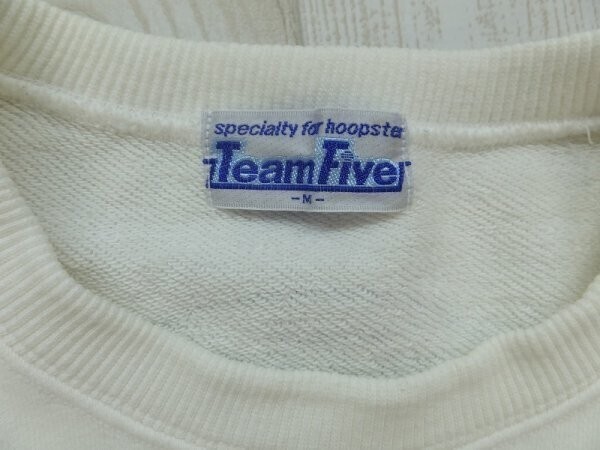 specialty for hoopster
TeamFive
-M-